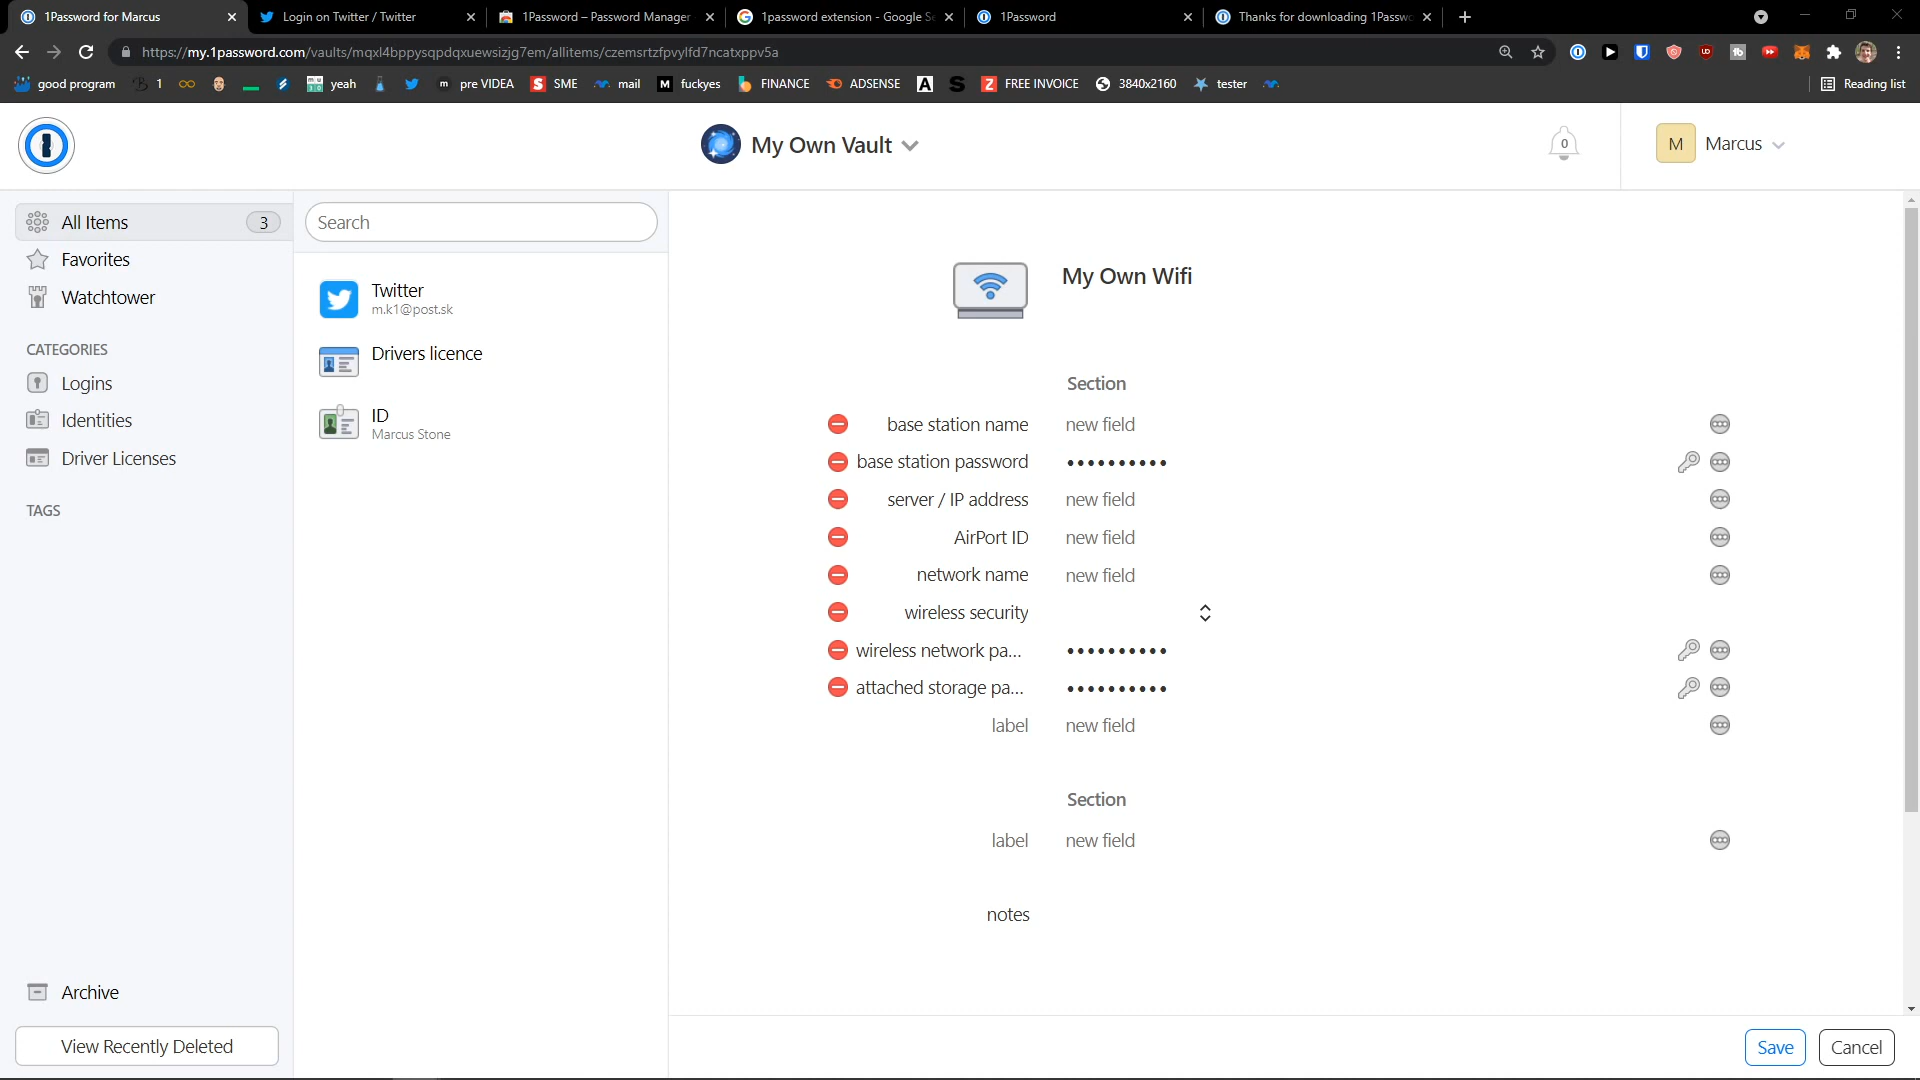 1Password for Marcus
Login on Twitter / Twitter
1Password – Password Manager
1password extension - Google Se
1Password
Thanks for downloading 1Passwo
https://my.1password.com/vaults/mqxl4bppysqpdqxuewsizjg7em/allitems/czemsrtzfpvylfd7ncatxppv5a
good program
1
yeah
pre VIDEA
SME
mail
fuckyes
FINANCE
ADSENSE
FREE INVOICE
3840x2160
tester
Reading list
My Own Vault
0
M
Marcus
All Items
3
Favorites
Watchtower
CATEGORIES
Logins
Identities
Driver Licenses
TAGS
Archive
View Recently Deleted
Search
Twitter
m.k1@post.sk
Drivers licence
ID
Marcus Stone
My Own Wifi
Section
base station name new field
base station password ••••••••••
server / IP address new field
AirPort ID new field
network name new field
wireless security
wireless network pa... ••••••••••
attached storage pa... ••••••••••
label new field
Section
label new field
notes
Save
Cancel